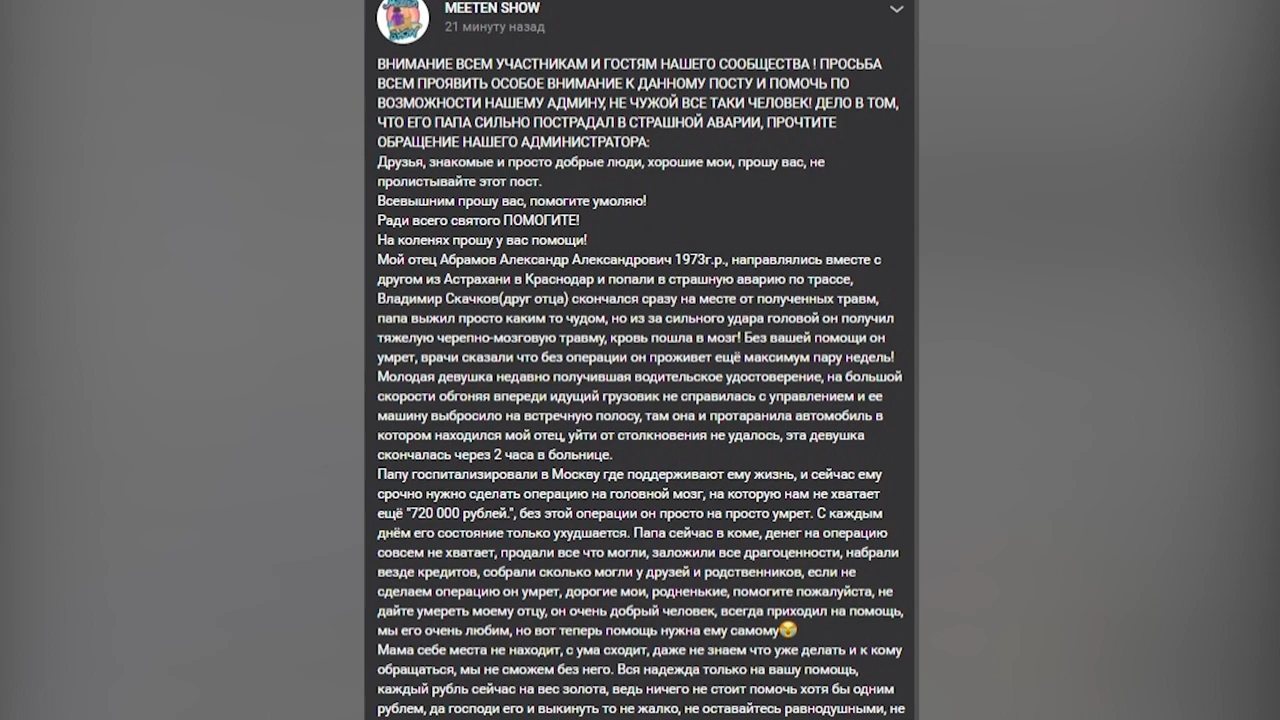 MEETEN SHOW
21 минуту назад
ВНИМАНИЕ ВСЕМ УЧАСТНИКАМ И ГОСТЯМ НАШЕГО СООБЩЕСТВА ! ПРОСЬБА
ВСЕМ ПРОЯВИТЬ ОСОБОЕ ВНИМАНИЕ К ДАННОМУ ПОСТУ И ПОМОЧЬ ПО
ВОЗМОЖНОСТИ НАШЕМУ АДМИНУ, НЕ ЧУЖОЙ ВСЕ ТАКИ ЧЕЛОВЕК! ДЕЛО В ТОМ,
ЧТО ЕГО ПАПА СИЛЬНО ПОСТРАДАЛ В СТРАШНОЙ АВАРИИ, ПРОЧТИТЕ
ОБРАЩЕНИЕ НАШЕГО АДМИНИСТРАТОРА:
Друзья, знакомые и просто добрые люди, хорошие мои, прошу вас, не
пролистывайте этот пост.
Всевышним прошу вас, помогите умоляю!
Ради всего святого ПОМОГИТЕ!
На коленях прошу у вас помощи!
Мой отец Абрамов Александр Александрович 1973г.р., направлялись вместе с
другом из Астрахани в Краснодар и попали в страшную аварию по трассе,
Владимир Скачков(друг отца) скончался сразу на месте от полученных травм,
папа выжил просто каким то чудом, но из за сильного удара головой он получил
тяжелую черепно-мозговую травму, кровь пошла в мозг! Без вашей помощи он
умрет, врачи сказали что без операции он проживет ещё максимум пару недель!
Молодая девушка недавно получившая водительское удостоверение, на большой
скорости обгоняя впереди идущий грузовик не справилась с управлением и ее
машину выбросило на встречную полосу, там она и протаранила автомобиль в
котором находился мой отец, уйти от столкновения не удалось, эта девушка
скончалась через 2 часа в больнице.
Папу госпитализировали в Москву где поддерживают ему жизнь, и сейчас ему
срочно нужно сделать операцию на головной мозг, на которую нам не хватает
ещё "720 000 рублей.", без этой операции он просто на просто умрет. С каждым
днём его состояние только ухудшается. Папа сейчас в коме, денег на операцию
совсем не хватает, продали все что могли, заложили все драгоценности, набрали
везде кредитов, собрали сколько могли у друзей и родственников, если не
сделаем операцию он умрет, дорогие мои, родненькие, помогите пожалуйста, не
дайте умереть моему отцу, он очень добрый человек, всегда приходил на помощь,
мы его очень любим, но вот теперь помощь нужна ему самому😭
Мама себе места не находит, с ума сходит, даже не знаем что уже делать и к кому
обращаться, мы не сможем без него. Вся надежда только на вашу помощь,
каждый рубль сейчас на вес золота, ведь ничего не стоит помочь хотя бы одним
рублем, да господи его и выкинуть то не жалко, не оставайтесь равнодушными, не